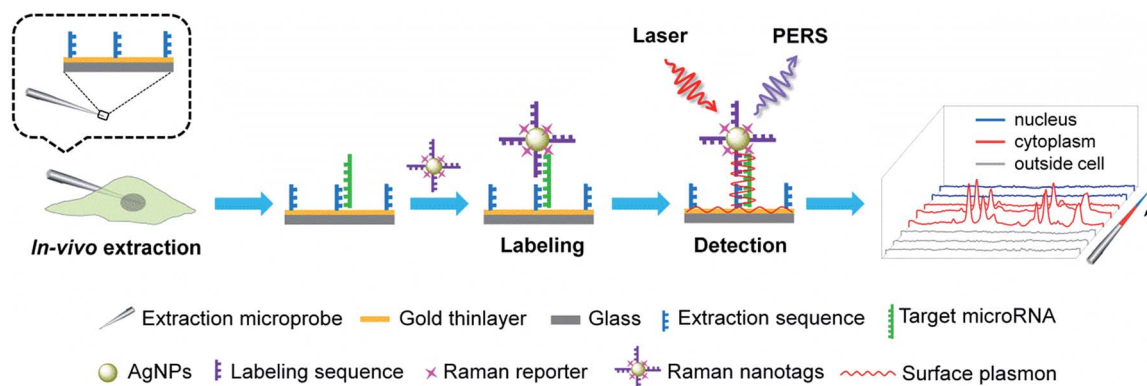 Laser
PERS
nucleus
cytoplasm
outside cell
In-vivo extraction
Labeling
Detection
Extraction microprobe
Gold thinlayer
Glass
Extraction sequence
Target microRNA
AgNPs
Labeling sequence
Raman reporter
Raman nanotags
Surface plasmon